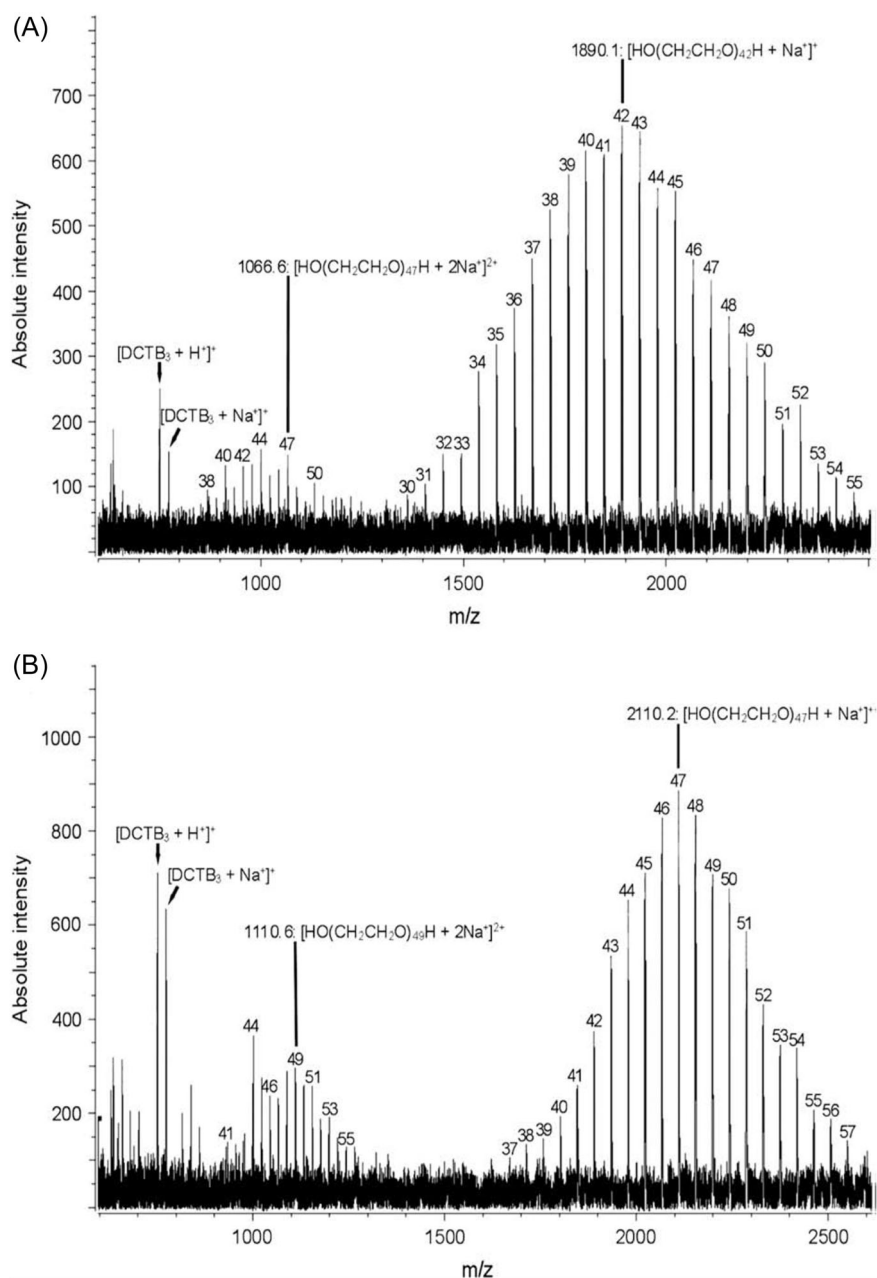 (A)
1890.1: [HO(CH₂CH₂O)₄₂H + Na⁺]⁺
700
600
500
400
300
200
100
Absolute intensity
1066.6: [HO(CH₂CH₂O)₄₇H + 2Na⁺]²⁺
[DCTB₃ + H⁺]⁺
[DCTB₃ + Na⁺]⁺
38 40 42 44 47 50
30 31 32 33 34 35 36 37 38 39 40 41 42 43 44 45 46 47 48 49 50 51 52 53 54 55
1000 1500 2000
m/z
(B)
2110.2: [HO(CH₂CH₂O)₄₇H + Na⁺]⁺
1000
800
600
400
200
Absolute intensity
[DCTB₃ + H⁺]⁺
[DCTB₃ + Na⁺]⁺
1110.6: [HO(CH₂CH₂O)₄₉H + 2Na⁺]²⁺
41 44 46 49 51 53 55
37 38 39 40 41 42 43 44 45 46 47 48 49 50 51 52 53 54 55 56 57
1000 1500 2000 2500
m/z